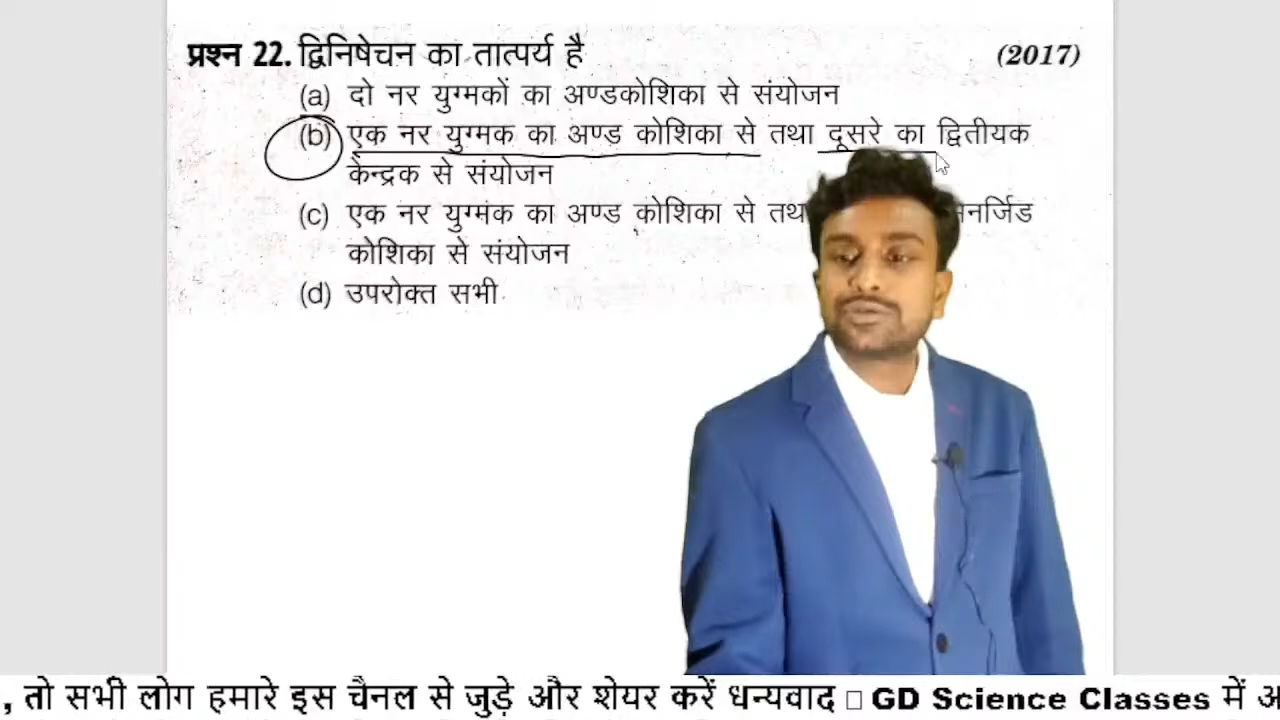 प्रश्न 22. द्विनिषेचन का तात्पर्य है (2017)
(a) दो नर युग्मकों का अण्डकोशिका से संयोजन
(b) एक नर युग्मक का अण्ड कोशिका से तथा दूसरे का द्वितीयक
केन्द्रक से संयोजन
(c) एक नर युग्मक का अण्ड कोशिका से
कोशिका से संयोजन
(d) उपरोक्त सभी
, तो सभी लोग हमारे इस चैनल से जुड़े और शेयर करें धन्यवाद □ GD Science Classes में